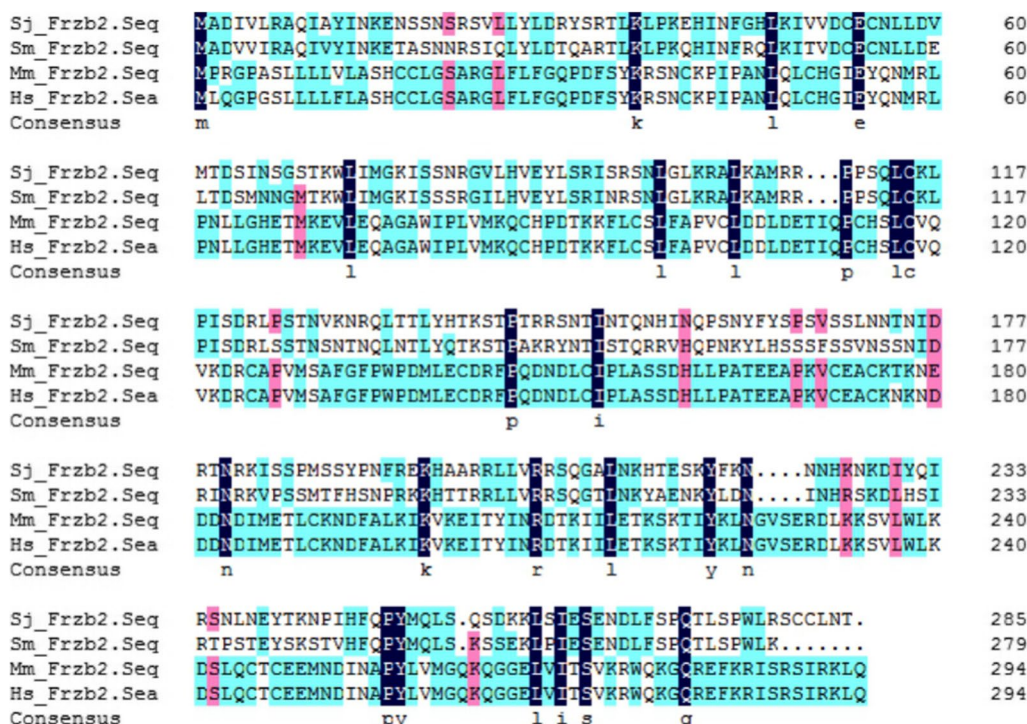 Sj_Frzb2.Seq MADIVLRAQIAYINKENSSNSRSVLLYLDRYSRTLKLPKEHINFGHLKIVVDCECNLLDV 60
Sm_Frzb2.Seq MADVVIRAQIVYINKETASNNRSIQLYLDTQARTLKLPKQHINFRQLKITVDCECNLLDE 60
Mm_Frzb2.Seq MPRGPASLLLLVLASHCCLGSARGLFLFGQPDFSYKRSNCKPIPANLQLCHGIEYQNMRL 60
Hs_Frzb2.Sea MLQGPGSLLLLFLASHCCLGSARGLFLFGQPDFSYKRSNCKPIPANLQLCHGIEYQNMRL 60
Consensus m k l e
Sj_Frzb2.Seq MTDSINSGSTKWLIMGKISSNRGVLHVEYLSRISRSNLGLKRALKAMRR...PPSQLCKL 117
Sm_Frzb2.Seq LTDSMNNGMTKWLIMGKISSSRGILHVEYLSRINRSNLGLKRALKAMRR...PPSQLCKL 117
Mm_Frzb2.Seq PNLLGHETMKEVLEQAGAWIPLVMKQCHPDTKKFLCSLFAPVCLDDLDETIQPCHSLCVQ 120
Hs_Frzb2.Sea PNLLGHETMKEVLEQAGAWIPLVMKQCHPDTKKFLCSLFAPVCLDDLDETIQPCHSLCVQ 120
Consensus l l l p lc
Sj_Frzb2.Seq PISDRLPSTNVKNRQLTTLYHTKSTPTRRSNTINTQNHINQPSNYFYSPSVSSLNNTNID 177
Sm_Frzb2.Seq PISDRLSSTNSNTNQLNTLYQTKSTPAKRYNTISTQRRVHQPNKYLHSSSFSSVNSSNID 177
Mm_Frzb2.Seq VKDRCAPVMSAFGFPWPDMLECDRFPQDNDLCIPLASSDHLLPATEEAPKVCEACKTKNE 180
Hs_Frzb2.Sea VKDRCAPVMSAFGFPWPDMLECDRFPQDNDLCIPLASSDHLLPATEEAPKVCEACKNKND 180
Consensus p i
Sj_Frzb2.Seq RTNRKISSPMSSYPNFREKHAARRLLVRRSQGALNKHTESKYFKN....NNHKNKDIYQI 233
Sm_Frzb2.Seq RINRKVPSSMTFHSNPRKKHTTRRLLVRRSQGTLNKYAENKYLDN....INHRSKDLHSI 233
Mm_Frzb2.Seq DDNDIMETLCKNDFALKIKVKEITYINRDTKIILETKSKTIYKLNGVSERDLKKSVLWLK 240
Hs_Frzb2.Sea DDNDIMETLCKNDFALKIKVKEITYINRDTKIILETKSKTIYKLNGVSERDLKKSVLWLK 240
Consensus n k r l y n
Sj_Frzb2.Seq RSNLNEYTKNPIHFQPYMQLS.QSDKKLSIESENDLFSPQTLSPWLRSCCLNT. 285
Sm_Frzb2.Seq RTPSTEYSKSTVHFQPYMQLS.KSSEKLPIESENDLFSPQTLSPWLK....... 279
Mm_Frzb2.Seq DSLQCTCEEMNDINAPYLVMGQKQGGELVITSVKRWQKGQREFKRISRSIRKLQ 294
Hs_Frzb2.Sea DSLQCTCEEMNDINAPYLVMGQKQGGELVITSVKRWQKGQREFKRISRSIRKLQ 294
Consensus py l i s q